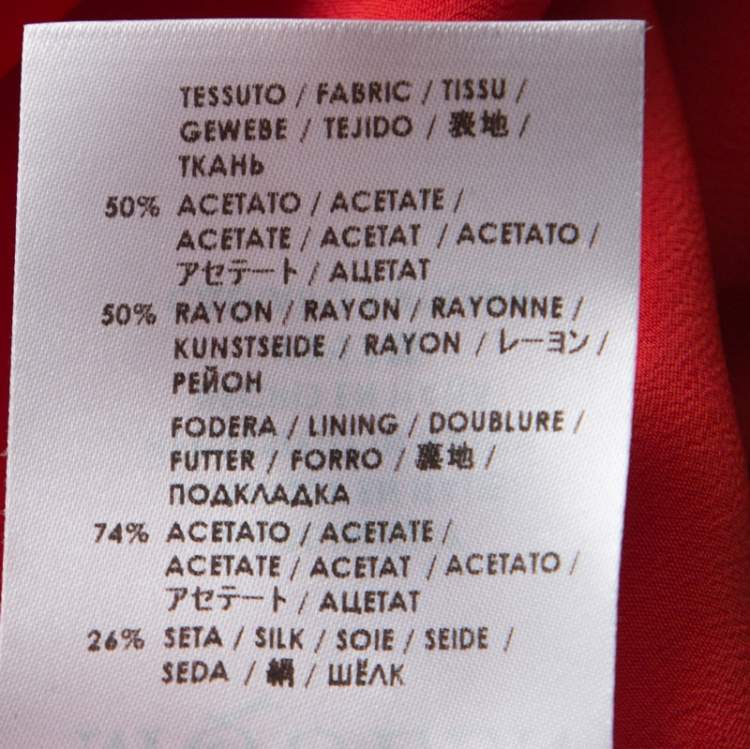 TESSUTO / FABRIC / TISSU /
GEWEBE / TEJIDO / 表地 /
ТКАНЬ
50% ACETATO / ACETATE /
ACETATE / ACETAT / ACETATO /
アセテート / АЦЕТАТ
50% RAYON / RAYON / RAYONNE /
KUNSTSEIDE / RAYON / レーヨン /
РЕЙОН
FODERA / LINING / DOUBLURE /
FUTTER / FORRO / 裏地 /
ПОДКЛАДКА
74% ACETATO / ACETATE /
ACETATE / ACETAT / ACETATO /
アセテート / АЦЕТАТ
26% SETA / SILK / SOIE / SEIDE /
SEDA / 絹 / ШЁЛК